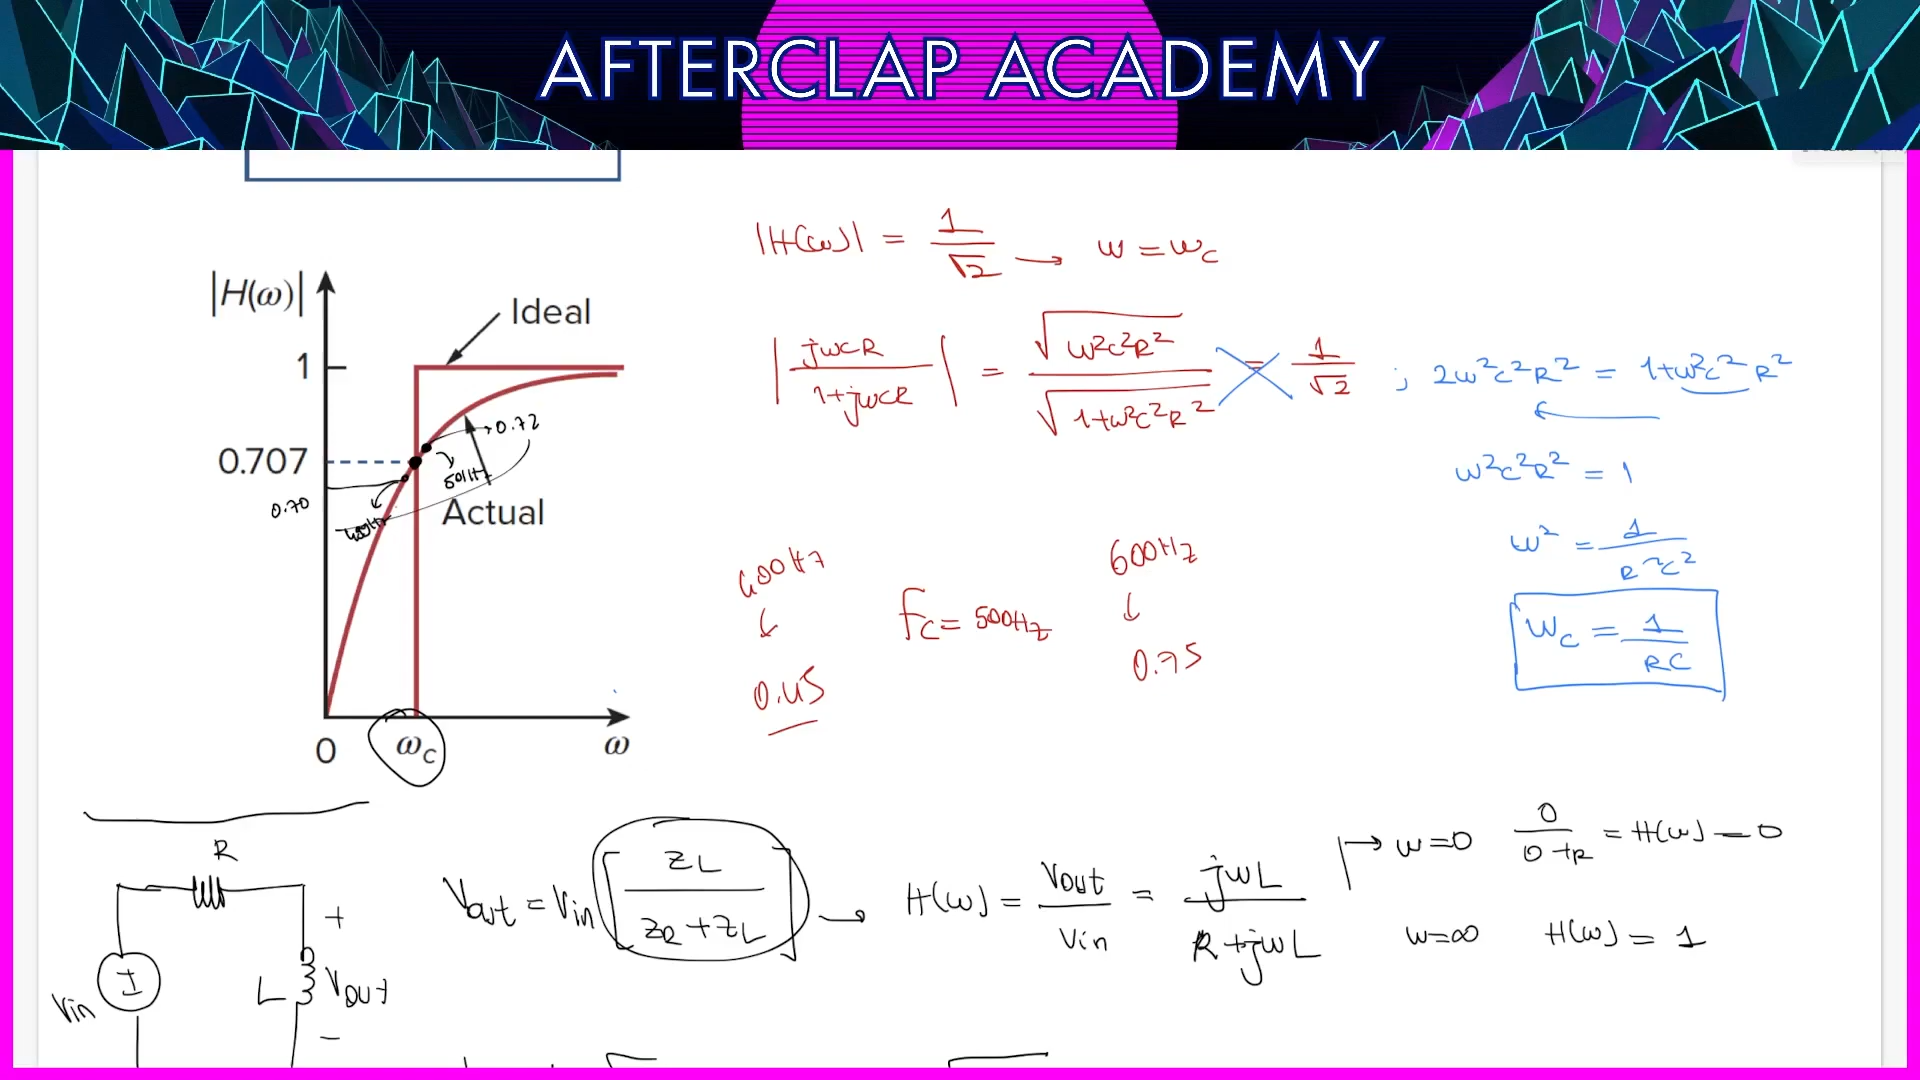 AFTERCLAP ACADEMY
|H(ω)| = 1/√2 → ω = ωc
|H(ω)|
Ideal
1
|jωCR / 1+jωCR| = √ω²C²R² / √1+ω²C²R² = 1/√2 ; 2ω²C²R² = 1+ω²C²R²
→0.72
0.707
501Hz
ω²C²R² = 1
0.70
Actual
ω² = 1/R²C²
400Hz
600Hz
↓
fc = 500Hz
↓
ωc = 1/RC
0.45
0.75
0
ωc
ω
R
Vout = Vin [ZL / ZR+ZL] → H(ω) = Vout/Vin = jωL / R+jωL
→ ω=0 0/0+R = H(ω) = 0
ω=∞ H(ω) = 1
+
Vin
L
Vout
−